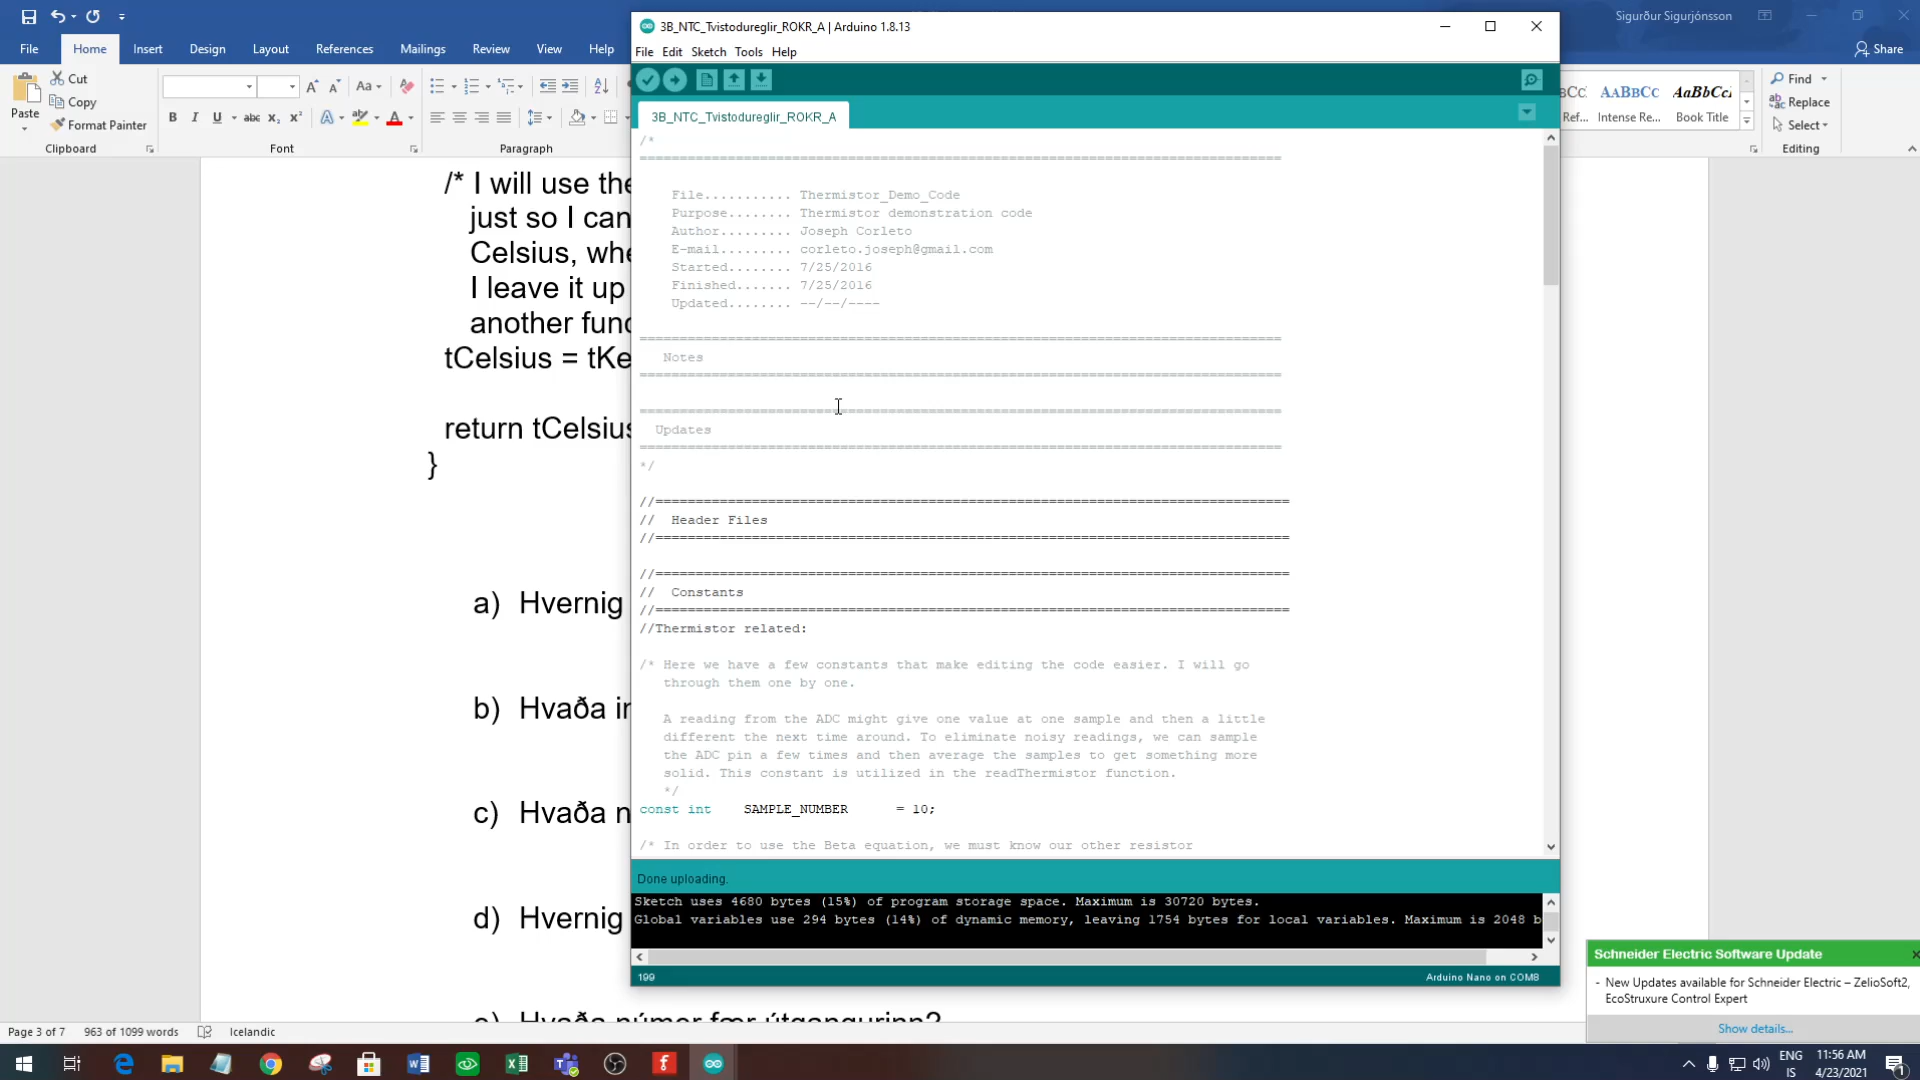 Sigurður Sigurjónsson
File Home Insert Design Layout References Mailings Review View Help
Share
Paste
Cut
Copy
Format Painter
Clipboard
Font
Paragraph
Ref...
AABBCC
Intense Re...
AaBbCc
Book Title
Find
Replace
Select
Editing
/* I will use the
just so I can
Celsius, whe
I leave it up
another func
tCelsius = tKe
return tCelsius
}
a) Hvernig
b) Hvaða in
c) Hvaða n
d) Hvernig
e) Hvaða númer fær útgangurinn?
Page 3 of 7 963 of 1099 words Icelandic
3B_NTC_Tvistodureglir_ROKR_A | Arduino 1.8.13
File Edit Sketch Tools Help
3B_NTC_Tvistodureglir_ROKR_A
/*
================================================================================
File........... Thermistor_Demo_Code
Purpose........ Thermistor demonstration code
Author......... Joseph Corleto
E-mail......... corleto.joseph@gmail.com
Started........ 7/25/2016
Finished....... 7/25/2016
Updated........ --/--/----
================================================================================
Notes
================================================================================
================================================================================
Updates
================================================================================
*/
//===============================================================================
// Header Files
//===============================================================================
//===============================================================================
// Constants
//===============================================================================
//Thermistor related:
/* Here we have a few constants that make editing the code easier. I will go
through them one by one.
A reading from the ADC might give one value at one sample and then a little
different the next time around. To eliminate noisy readings, we can sample
the ADC pin a few times and then average the samples to get something more
solid. This constant is utilized in the readThermistor function.
*/
const int SAMPLE_NUMBER = 10;
/* In order to use the Beta equation, we must know our other resistor
Done uploading.
Sketch uses 4680 bytes (15%) of program storage space. Maximum is 30720 bytes.
Global variables use 294 bytes (14%) of dynamic memory, leaving 1754 bytes for local variables. Maximum is 2048 b
199
Arduino Nano on COM8
Schneider Electric Software Update
- New Updates available for Schneider Electric – ZelioSoft2,
EcoStruxure Control Expert
Show details...
ENG
IS
11:56 AM
4/23/2021
1